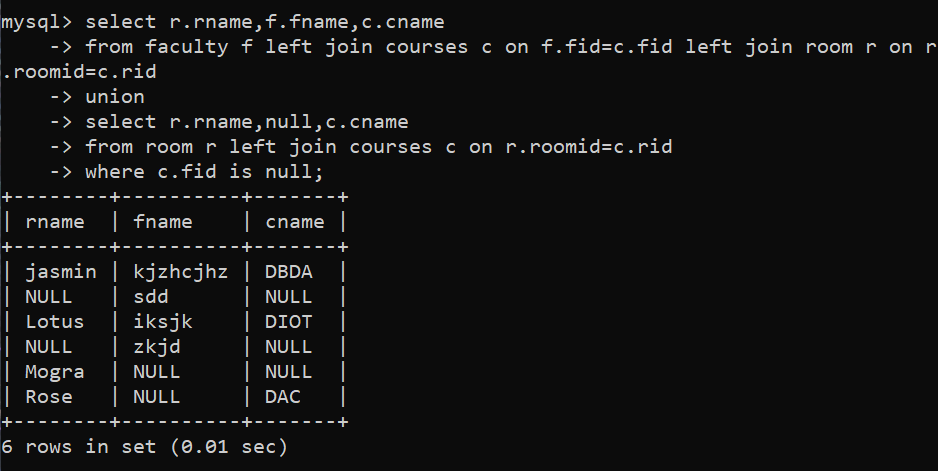 mysql> select r.rname,f.fname,c.cname
    -> from faculty f left join courses c on f.fid=c.fid left join room r on r
.roomid=c.rid
    -> union
    -> select r.rname,null,c.cname
    -> from room r left join courses c on r.roomid=c.rid
    -> where c.fid is null;
+--------+----------+-------+
| rname  | fname    | cname |
+--------+----------+-------+
| jasmin | kjzhcjhz | DBDA  |
| NULL   | sdd      | NULL  |
| Lotus  | iksjk    | DIOT  |
| NULL   | zkjd     | NULL  |
| Mogra  | NULL     | NULL  |
| Rose   | NULL     | DAC   |
+--------+----------+-------+
6 rows in set (0.01 sec)